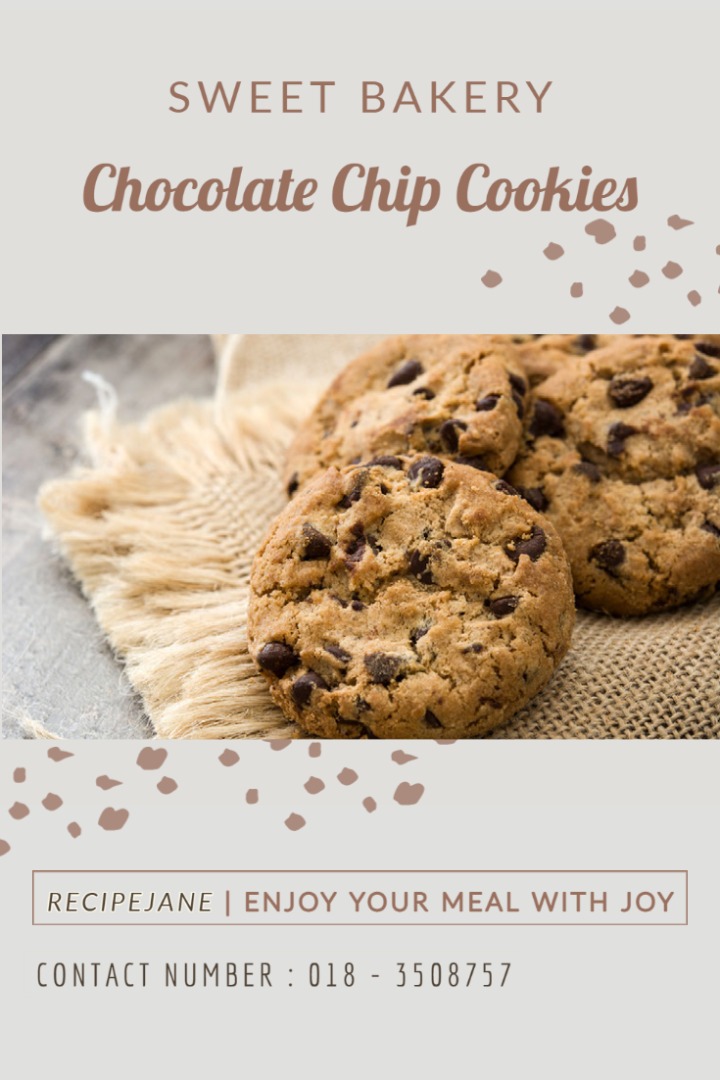 SWEET BAKERY
Chocolate Chip Cookies
RECIPEJANE | ENJOY YOUR MEAL WITH JOY
CONTACT NUMBER : 018 - 3508757